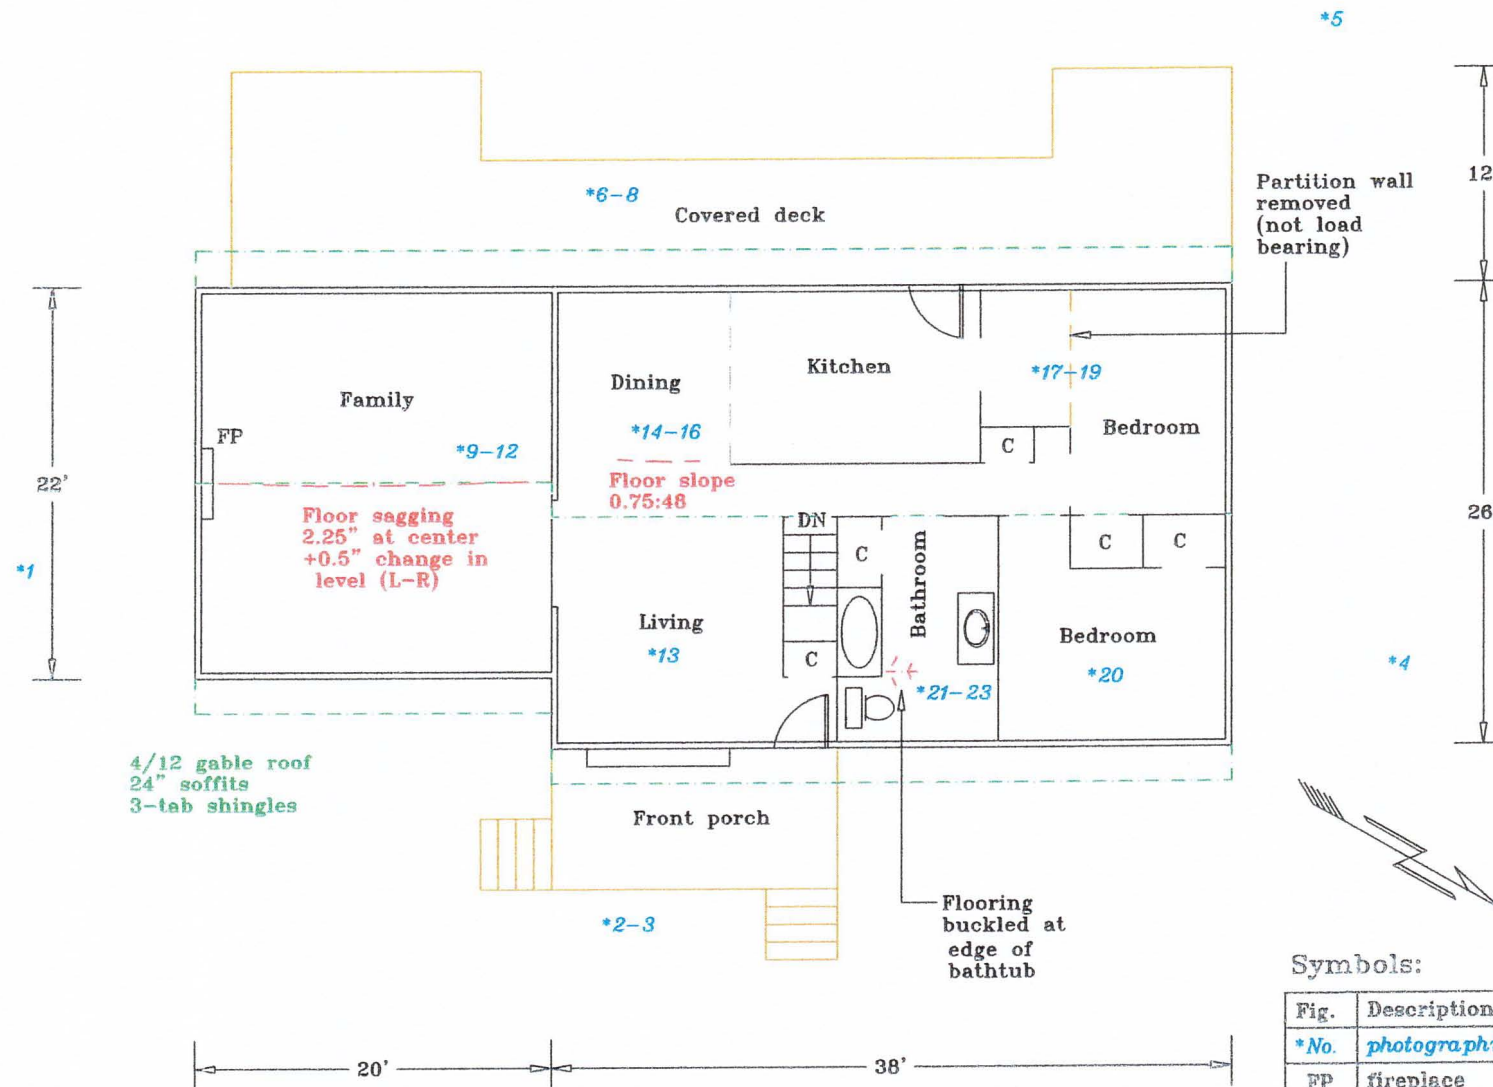 *5
12
*6-8
Covered deck
Partition wall
removed
(not load
bearing)
Family
FP
*9-12
22'
Dining
*14-16
Floor slope
0.75:48
Kitchen
*17-19
Bedroom
C
26
Floor sagging
2.25" at center
+0.5" change in
level (L-R)
*1
DN
C
Bathroom
C
C
Living
*13
C
*21-23
Bedroom
*20
*4
4/12 gable roof
24" soffits
3-tab shingles
Front porch
*2-3
Flooring
buckled at
edge of
bathtub
Symbols:
Fig. Description
*No. photograph
FP fireplace
20'
38'